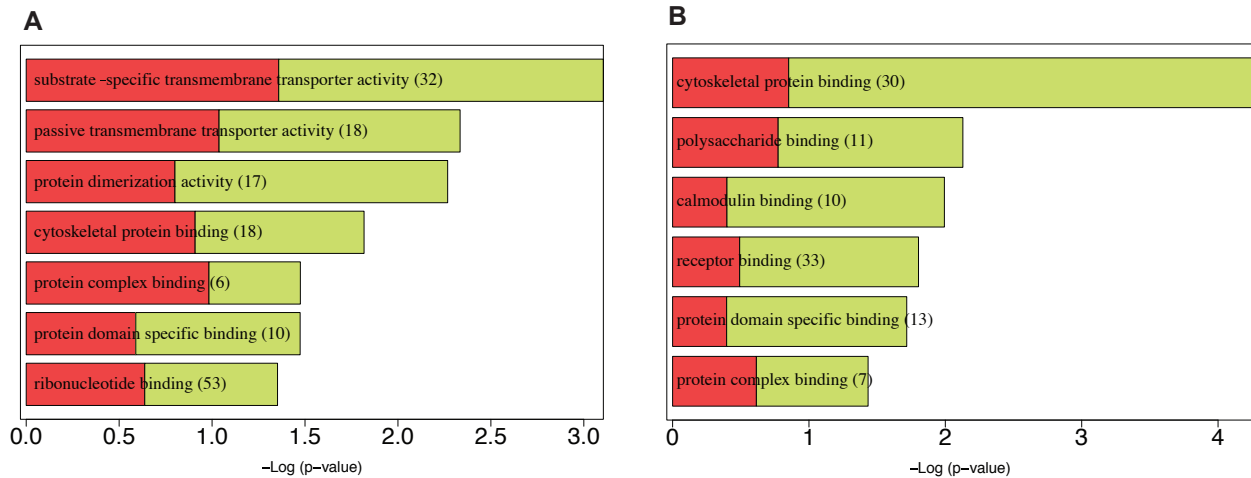 A
substrate -specific transmembrane transporter activity (32)
passive transmembrane transporter activity (18)
protein dimerization activity (17)
cytoskeletal protein binding (18)
protein complex binding (6)
protein domain specific binding (10)
ribonucleotide binding (53)
0.0 0.5 1.0 1.5 2.0 2.5 3.0
−Log (p−value)
B
cytoskeletal protein binding (30)
polysaccharide binding (11)
calmodulin binding (10)
receptor binding (33)
protein domain specific binding (13)
protein complex binding (7)
0 1 2 3 4
−Log (p−value)